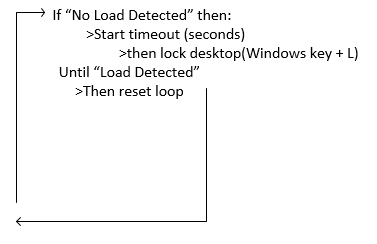 If “No Load Detected” then:
>Start timeout (seconds)
>then lock desktop(Windows key + L)
Until “Load Detected”
>Then reset loop